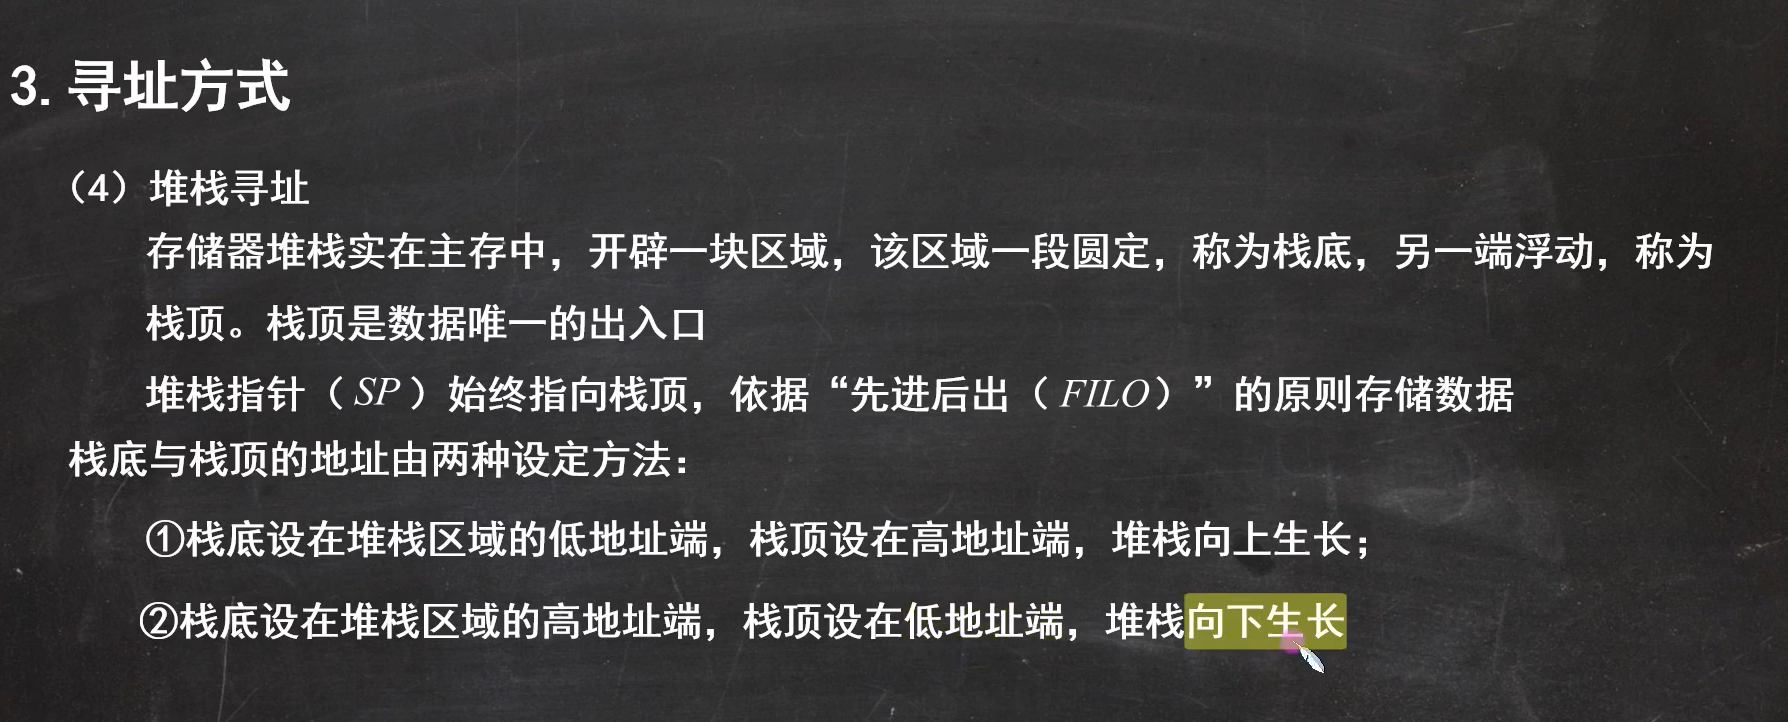 3. 寻址方式
（4）堆栈寻址
存储器堆栈实在主存中，开辟一块区域，该区域一段圆定，称为栈底，另一端浮动，称为
栈顶。栈顶是数据唯一的出入口
堆栈指针（SP）始终指向栈顶，依据“先进后出（FILO）”的原则存储数据
栈底与栈顶的地址由两种设定方法：
①栈底设在堆栈区域的低地址端，栈顶设在高地址端，堆栈向上生长；
②栈底设在堆栈区域的高地址端，栈顶设在低地址端，堆栈向下生长